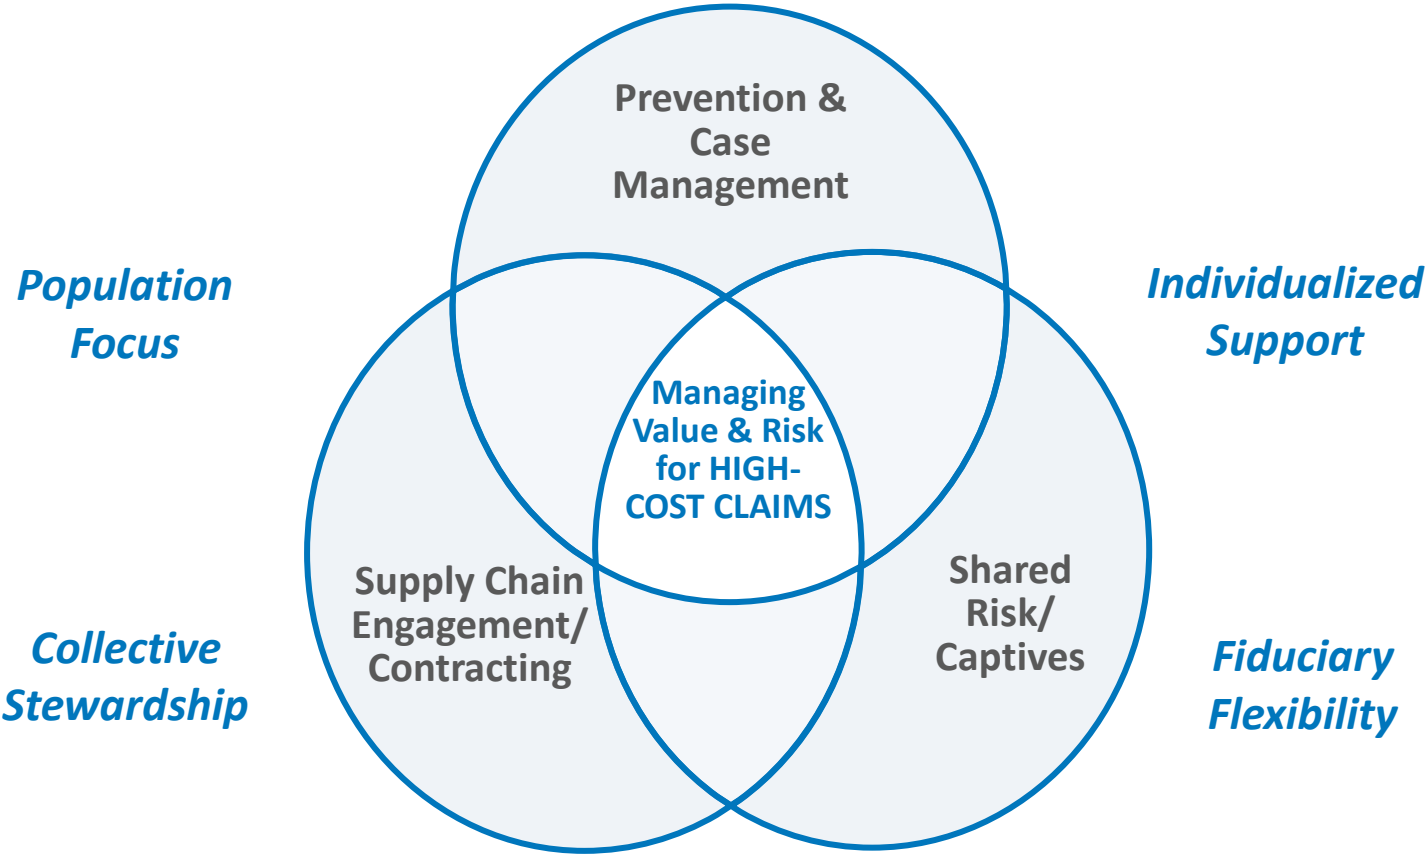 Prevention &
Case
Management
Population
Focus
Individualized
Support
Managing
Value & Risk
for HIGH-
COST CLAIMS
Supply Chain
Engagement/
Contracting
Shared
Risk/
Captives
Collective
Stewardship
Fiduciary
Flexibility